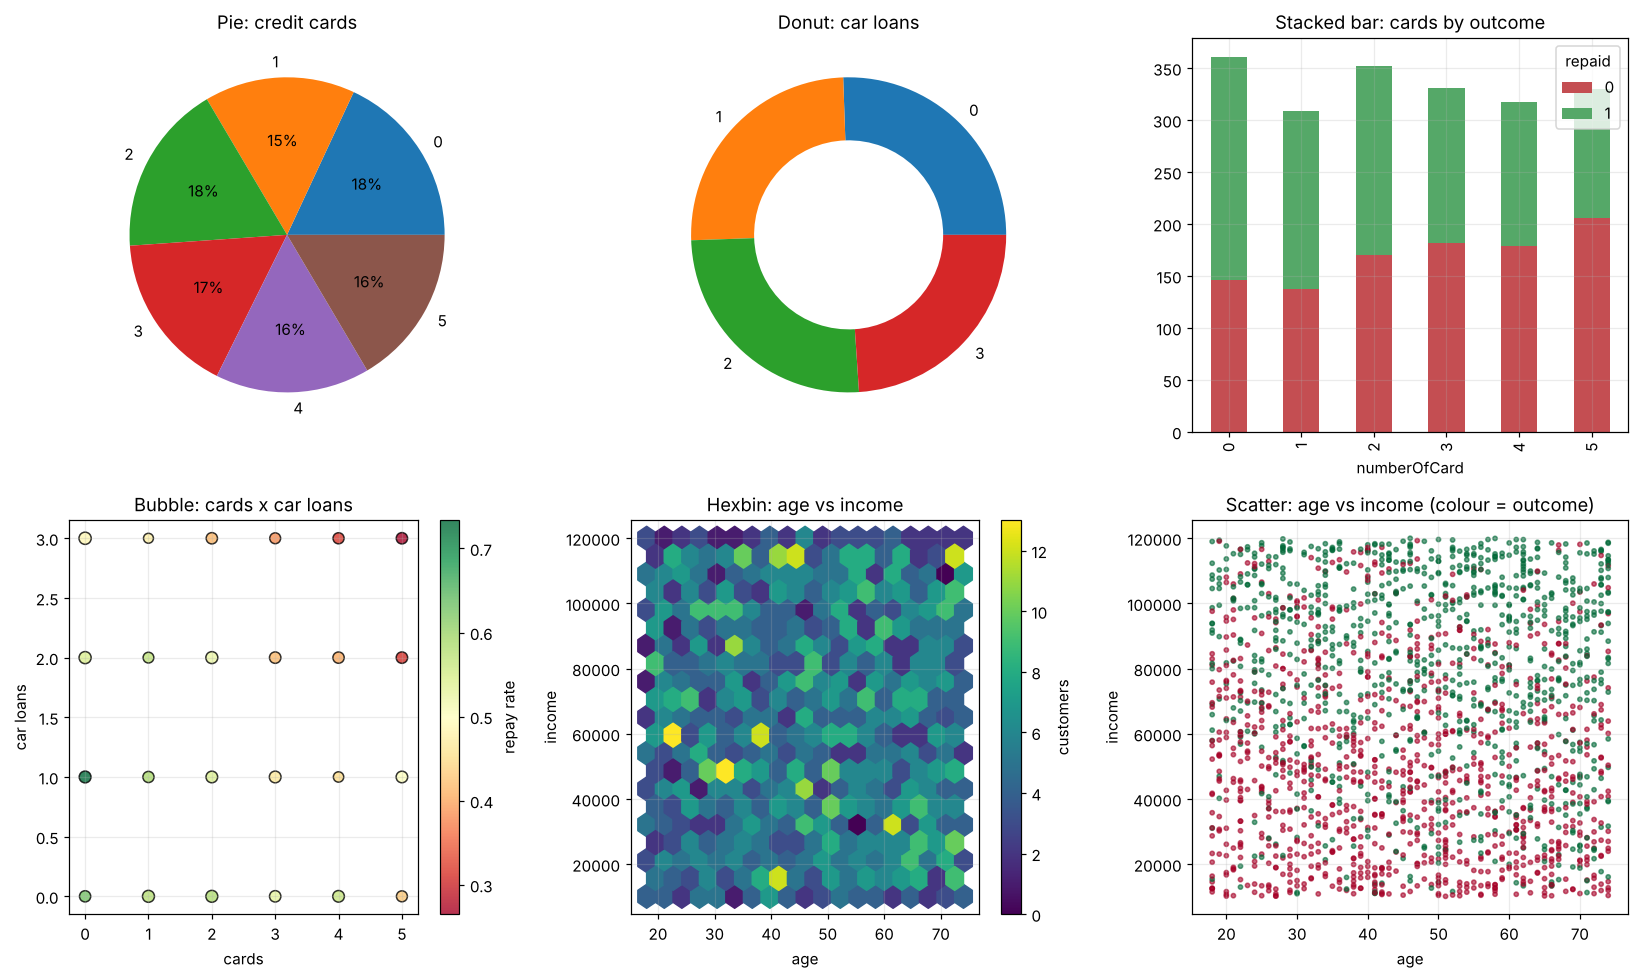 Pie: credit cards
1
0
2
15%
18%
18%
17%
16%
16%
3
5
4
Donut: car loans
0
1
2
3
Stacked bar: cards by outcome
repaid
0
1
350
300
250
200
150
100
50
0
0 1 2 3 4 5
numberOfCard
Bubble: cards x car loans
3.0
2.5
2.0
1.5
1.0
0.5
0.0
car loans
0 1 2 3 4 5
cards
0.7
0.6
0.5
0.4
0.3
repay rate
Hexbin: age vs income
120000
100000
80000
60000
40000
20000
income
20 30 40 50 60 70
age
12
10
8
6
4
2
0
customers
Scatter: age vs income (colour = outcome)
120000
100000
80000
60000
40000
20000
income
20 30 40 50 60 70
age